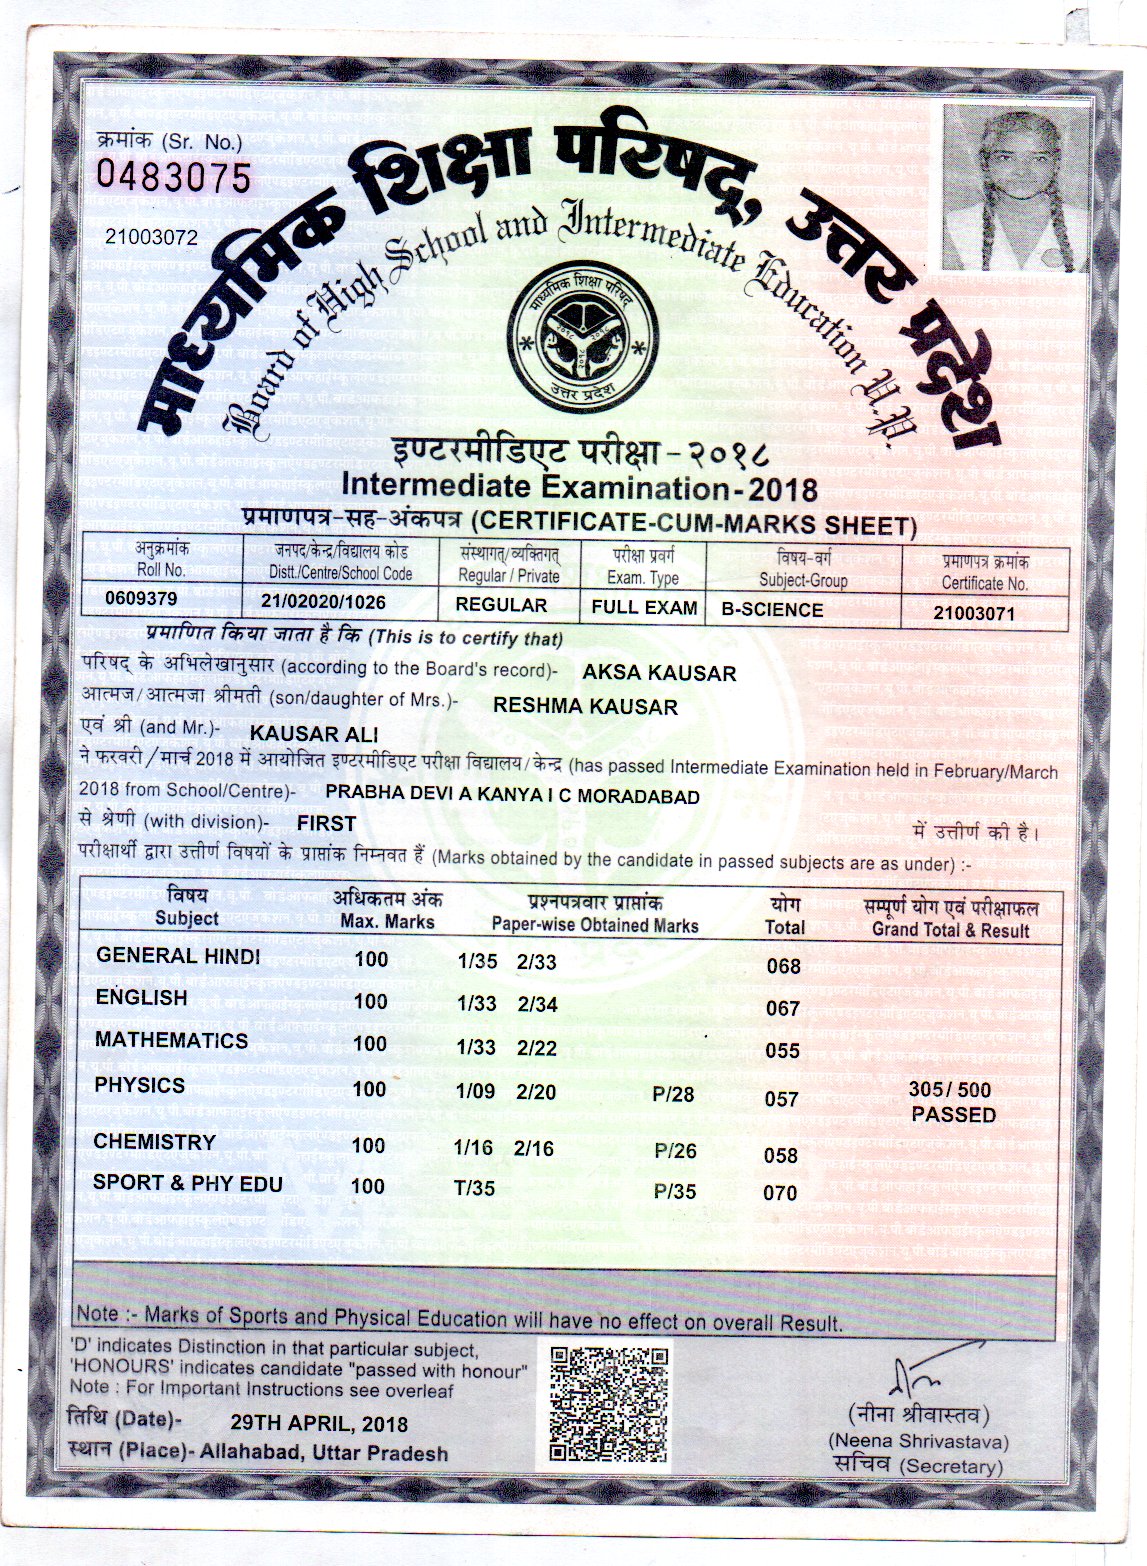 क्रमांक (Sr. No.)
0483075
21003072
माध्यमिक शिक्षा परिषद्, उत्तर प्रदेश
Board of High School and Intermediate Education U.P.
माध्यमिक शिक्षा परिषद्
उत्तर प्रदेश
इण्टरमीडिएट परीक्षा - २०१८
Intermediate Examination - 2018
प्रमाणपत्र-सह-अंकपत्र (CERTIFICATE-CUM-MARKS SHEET)
अनुक्रमांक जनपद/केन्द्र/विद्यालय कोड संस्थागत्/व्यक्तिगत् परीक्षा प्रवर्ग विषय-वर्ग प्रमाणपत्र क्रमांक
Roll No. Distt./Centre/School Code Regular / Private Exam. Type Subject-Group Certificate No.
0609379 21/02020/1026 REGULAR FULL EXAM B-SCIENCE 21003071
प्रमाणित किया जाता है कि (This is to certify that)
परिषद् के अभिलेखानुसार (according to the Board's record)- AKSA KAUSAR
आत्मज/आत्मजा श्रीमती (son/daughter of Mrs.)- RESHMA KAUSAR
एवं श्री (and Mr.)- KAUSAR ALI
ने फरवरी/मार्च 2018 में आयोजित इण्टरमीडिएट परीक्षा विद्यालय/केन्द्र (has passed Intermediate Examination held in February/March
2018 from School/Centre)- PRABHA DEVI A KANYA I C MORADABAD
से श्रेणी (with division)- FIRST में उत्तीर्ण की है।
परीक्षार्थी द्वारा उत्तीर्ण विषयों के प्राप्तांक निम्नवत हैं (Marks obtained by the candidate in passed subjects are as under) :-
विषय अधिकतम अंक प्रश्नपत्रवार प्राप्तांक योग सम्पूर्ण योग एवं परीक्षाफल
Subject Max. Marks Paper-wise Obtained Marks Total Grand Total & Result
GENERAL HINDI 100 1/35 2/33 068
ENGLISH 100 1/33 2/34 067
MATHEMATICS 100 1/33 2/22 055
PHYSICS 100 1/09 2/20 P/28 057 305/ 500
PASSED
CHEMISTRY 100 1/16 2/16 P/26 058
SPORT & PHY EDU 100 T/35 P/35 070
Note :- Marks of Sports and Physical Education will have no effect on overall Result.
'D' indicates Distinction in that particular subject,
'HONOURS' indicates candidate "passed with honour"
Note : For Important Instructions see overleaf
तिथि (Date)- 29TH APRIL, 2018
स्थान (Place)- Allahabad, Uttar Pradesh
(नीना श्रीवास्तव)
(Neena Shrivastava)
सचिव (Secretary)